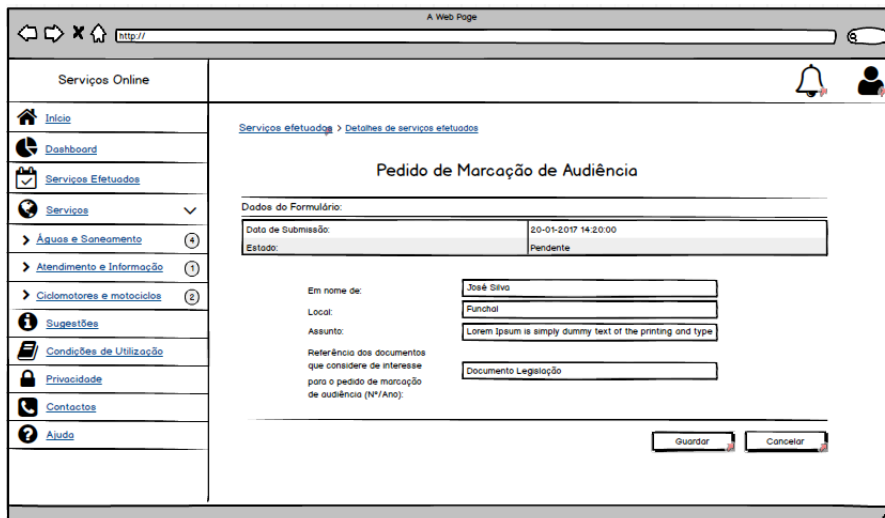 A Web Page
http://
Serviços Online
Início
Dashboard
Serviços Efetuados
Serviços
Águas e Saneamento 4
Atendimento e Informação 1
Ciclomotores e motociclos 2
Sugestões
Condições de Utilização
Privacidade
Contactos
Ajuda
Serviços efetuados > Detalhes de serviços efetuados
Pedido de Marcação de Audiência
Dados do Formulário:
Data de Submissão: 20-01-2017 14:20:00
Estado: Pendente
Em nome de: José Silva
Local: Funchal
Assunto: Lorem Ipsum is simply dummy text of the printing and type
Referência dos documentos
que considere de interesse
para o pedido de marcação
de audiência (Nº/Ano):
Documento Legislação
Guardar Cancelar